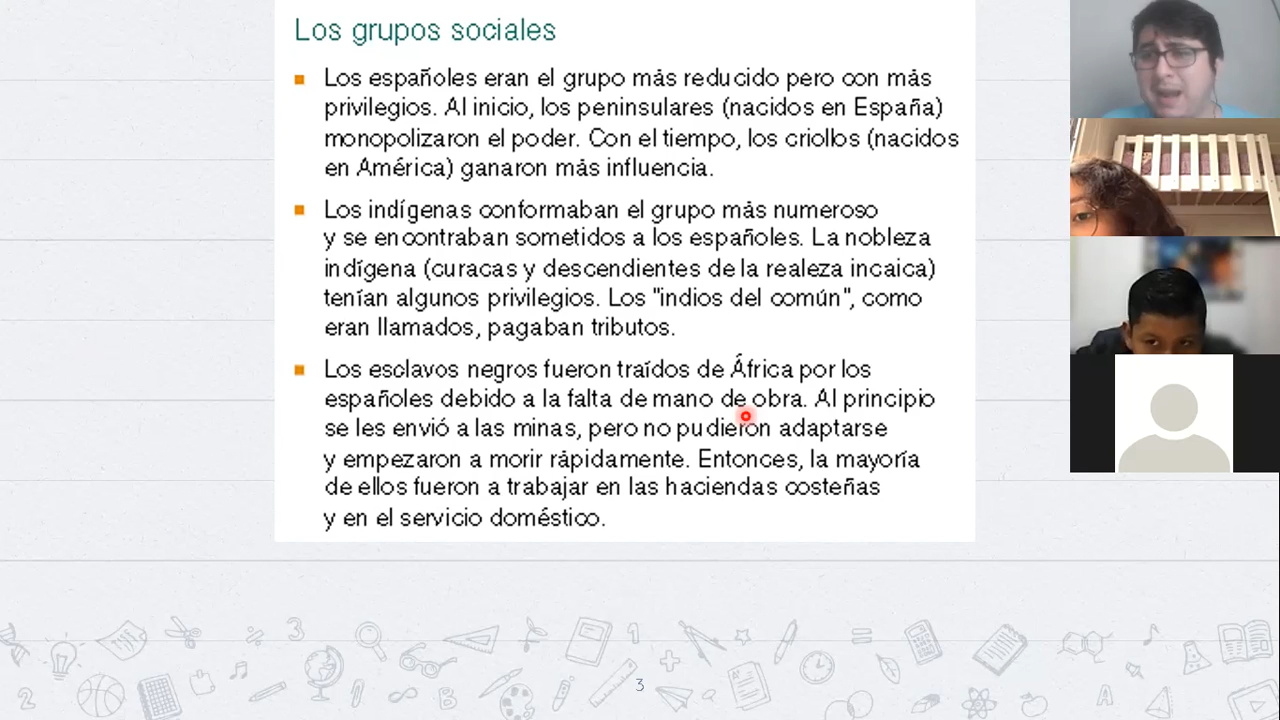 Los grupos sociales
Los españoles eran el grupo más reducido pero con más
privilegios. Al inicio, los peninsulares (nacidos en España)
monopolizaron el poder. Con el tiempo, los criollos (nacidos
en América) ganaron más influencia.
Los indígenas conformaban el grupo más numeroso
y se encontraban sometidos a los españoles. La nobleza
indígena (curacas y descendientes de la realeza incaica)
tenían algunos privilegios. Los "indios del común", como
eran llamados, pagaban tributos.
Los esclavos negros fueron traídos de África por los
españoles debido a la falta de mano de obra. Al principio
se les envió a las minas, pero no pudieron adaptarse
y empezaron a morir rápidamente. Entonces, la mayoría
de ellos fueron a trabajar en las haciendas costeñas
y en el servicio doméstico.
3